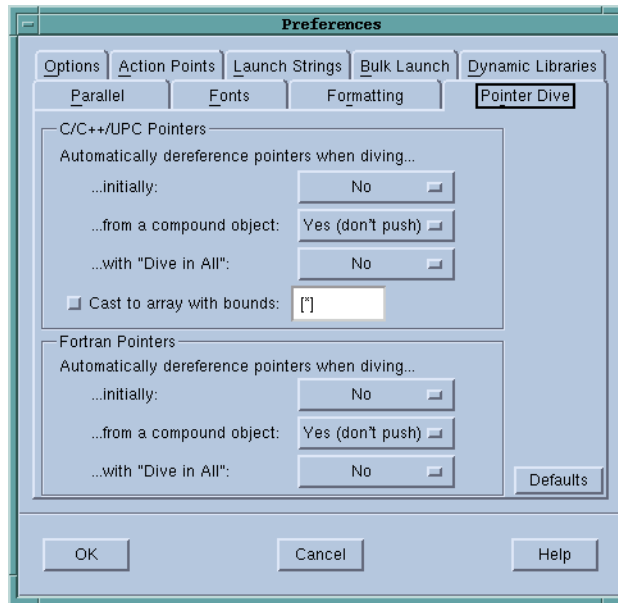 Preferences
Options Action Points Launch Strings Bulk Launch Dynamic Libraries
Parallel Fonts Formatting Pointer Dive
C/C++/UPC Pointers
Automatically dereference pointers when diving...
...initially: No
...from a compound object: Yes (don't push)
...with "Dive in All": No
Cast to array with bounds: [*]
Fortran Pointers
Automatically dereference pointers when diving...
...initially: No
...from a compound object: Yes (don't push)
...with "Dive in All": No
Defaults
OK Cancel Help